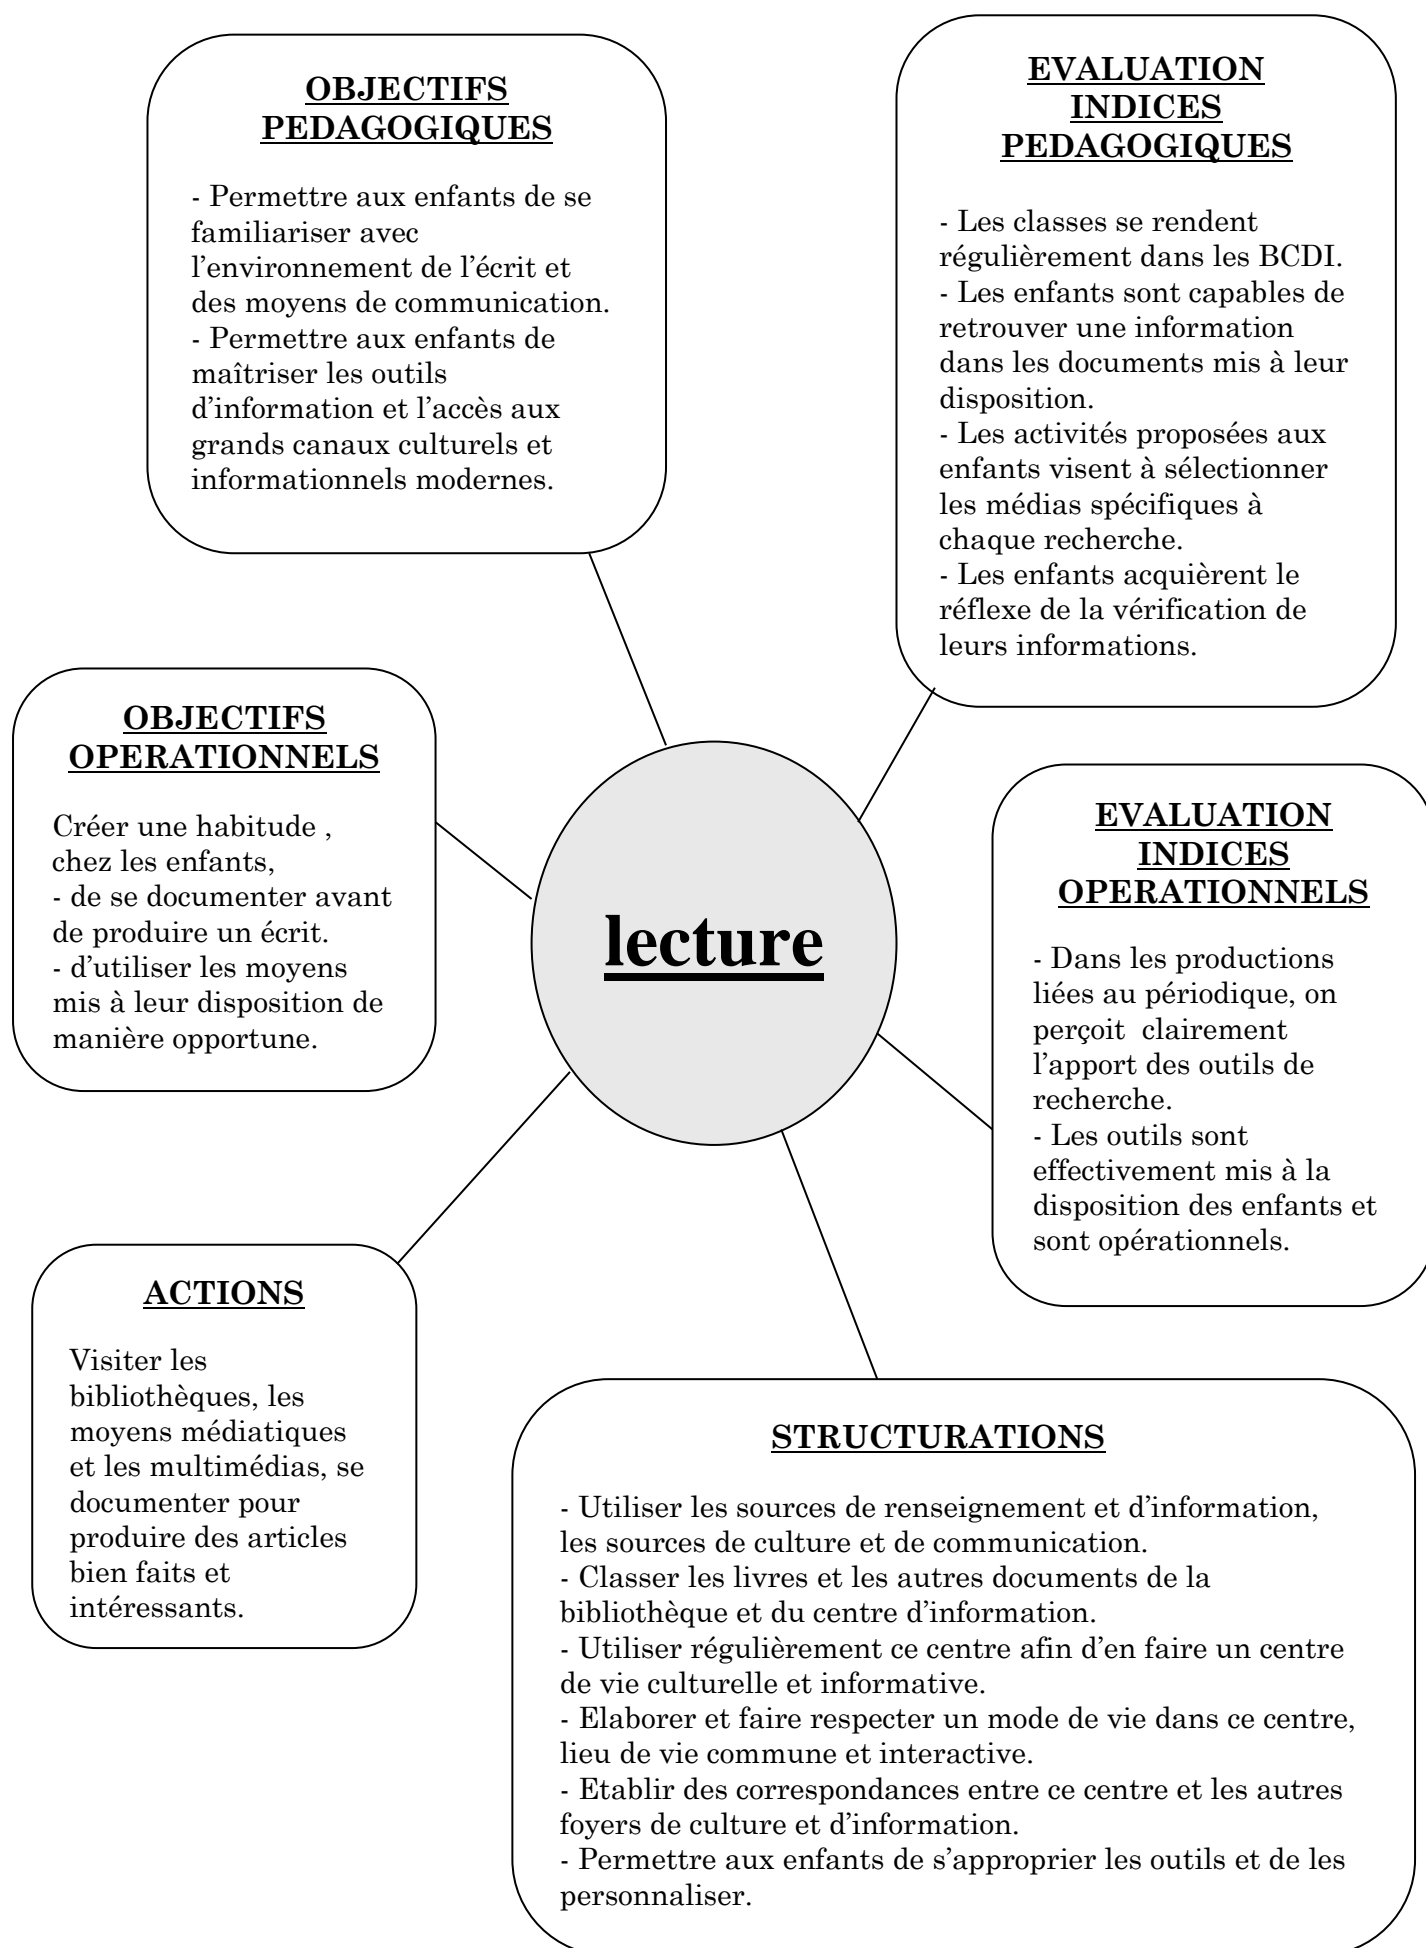 OBJECTIFS
PEDAGOGIQUES
- Permettre aux enfants de se
familiariser avec
l’environnement de l’écrit et
des moyens de communication.
- Permettre aux enfants de
maîtriser les outils
d’information et l’accès aux
grands canaux culturels et
informationnels modernes.
EVALUATION
INDICES
PEDAGOGIQUES
- Les classes se rendent
régulièrement dans les BCDI.
- Les enfants sont capables de
retrouver une information
dans les documents mis à leur
disposition.
- Les activités proposées aux
enfants visent à sélectionner
les médias spécifiques à
chaque recherche.
- Les enfants acquièrent le
réflexe de la vérification de
leurs informations.
OBJECTIFS
OPERATIONNELS
Créer une habitude ,
chez les enfants,
- de se documenter avant
de produire un écrit.
- d'utiliser les moyens
mis à leur disposition de
manière opportune.
lecture
EVALUATION
INDICES
OPERATIONNELS
- Dans les productions
liées au périodique, on
perçoit  clairement
l’apport des outils de
recherche.
- Les outils sont
effectivement mis à la
disposition des enfants et
sont opérationnels.
ACTIONS
Visiter les
bibliothèques, les
moyens médiatiques
et les multimédias, se
documenter pour
produire des articles
bien faits et
intéressants.
STRUCTURATIONS
- Utiliser les sources de renseignement et d’information,
les sources de culture et de communication.
- Classer les livres et les autres documents de la
bibliothèque et du centre d’information.
- Utiliser régulièrement ce centre afin d’en faire un centre
de vie culturelle et informative.
- Elaborer et faire respecter un mode de vie dans ce centre,
lieu de vie commune et interactive.
- Etablir des correspondances entre ce centre et les autres
foyers de culture et d’information.
- Permettre aux enfants de s’approprier les outils et de les
personnaliser.